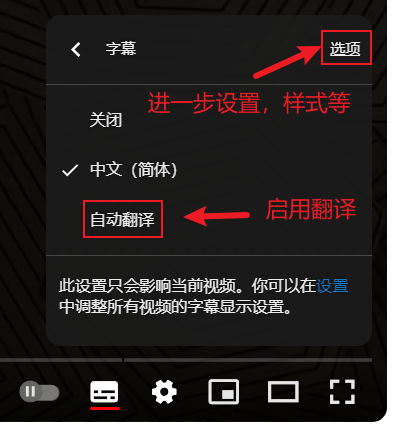 字幕
选项
进一步设置，样式等
关闭
中文（简体）
自动翻译
启用翻译
此设置只会影响当前视频。你可以在设置
中调整所有视频的字幕显示设置。